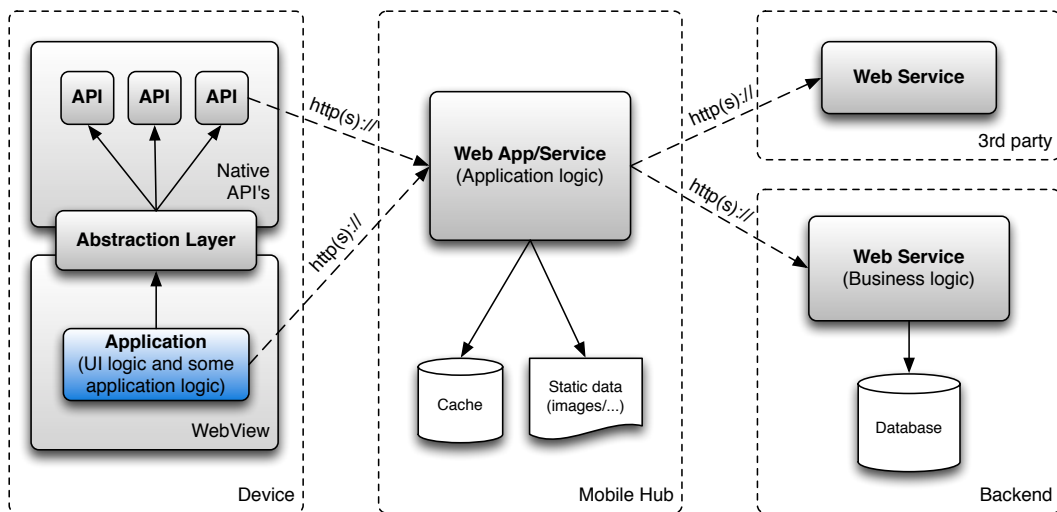 API
API
API
Native
API's
Abstraction Layer
Application
(UI logic and some
application logic)
WebView
Device
http(s)://
http(s)://
Web App/Service
(Application logic)
Cache
Static data
(images/...)
Mobile Hub
http(s)://
http(s)://
Web Service
3rd party
Web Service
(Business logic)
Database
Backend